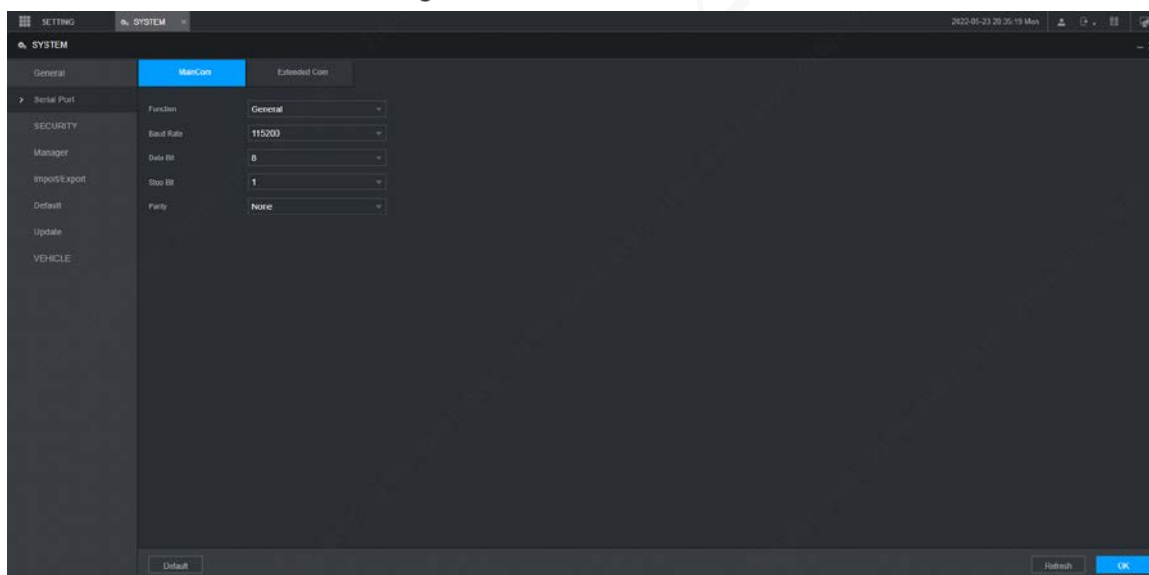 SETTING
SYSTEM
2022-05-23 20:35:19 Mon
SYSTEM
General
MainCom
Extended Com
Serial Port
Function
General
SECURITY
Baud Rate
115200
Manager
Data Bit
8
Import/Export
Stop Bit
1
Default
Parity
None
Update
VEHICLE
Default
Refresh
OK